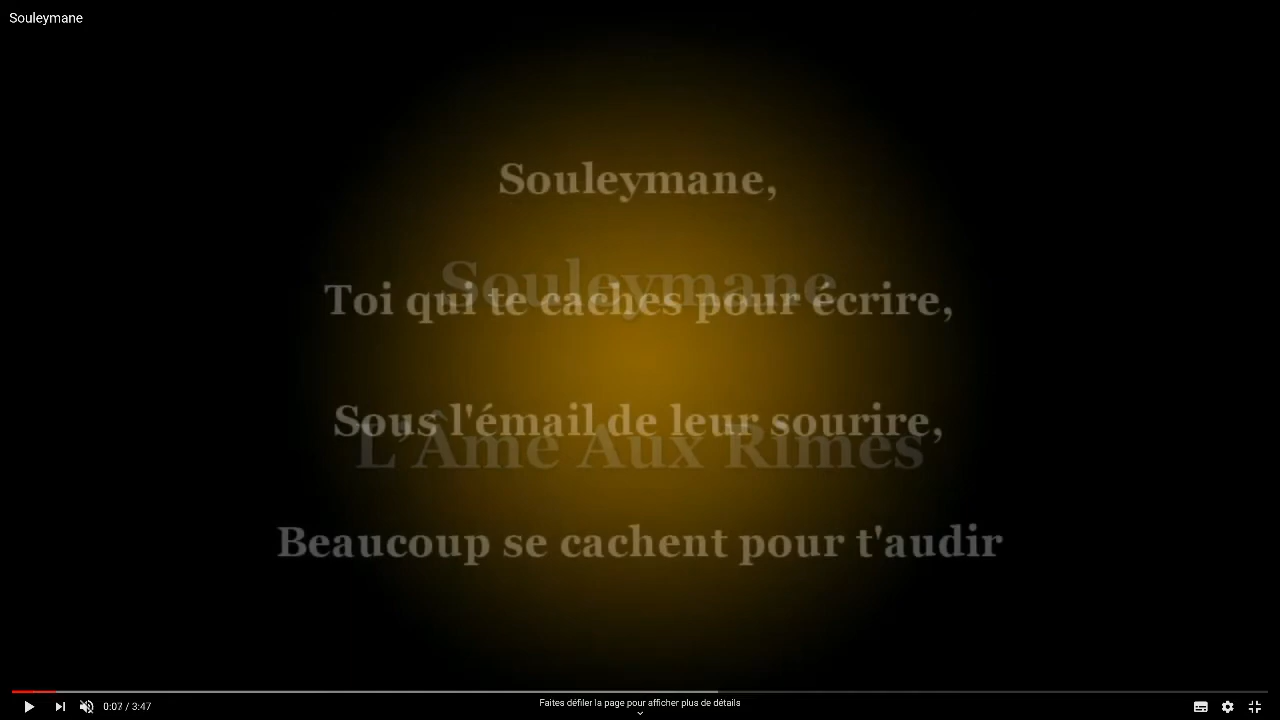 Souleymane
Souleymane,
Souleymane
Toi qui te caches pour écrire,
Sous l'émail de leur sourire,
L'Âme Aux Rimes
Beaucoup se cachent pour t'audir
0:07 / 3:47
Faites défiler la page pour afficher plus de détails